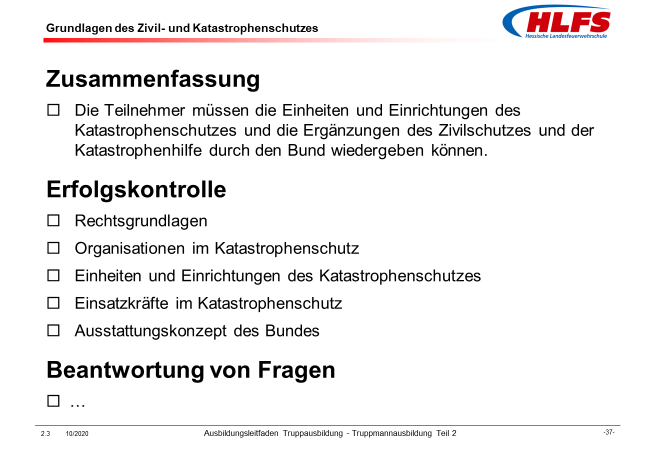 Grundlagen des Zivil- und Katastrophenschutzes
HLFS
Hessische Landesfeuerwehrschule
Zusammenfassung
Die Teilnehmer müssen die Einheiten und Einrichtungen des
Katastrophenschutzes und die Ergänzungen des Zivilschutzes und der
Katastrophenhilfe durch den Bund wiedergeben können.
Erfolgskontrolle
Rechtsgrundlagen
Organisationen im Katastrophenschutz
Einheiten und Einrichtungen des Katastrophenschutzes
Einsatzkräfte im Katastrophenschutz
Ausstattungskonzept des Bundes
Beantwortung von Fragen
…
2.3 10/2020 Ausbildungsleitfaden Truppausbildung - Truppmannausbildung Teil 2 -37-